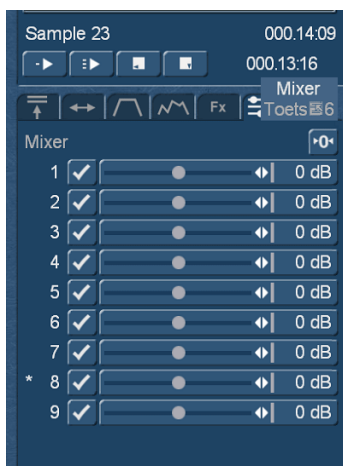 Sample 23 000.14:09
000.13:16
Fx
Mixer
Toets 6
Mixer 0
1 0 dB
2 0 dB
3 0 dB
4 0 dB
5 0 dB
6 0 dB
7 0 dB
* 8 0 dB
9 0 dB